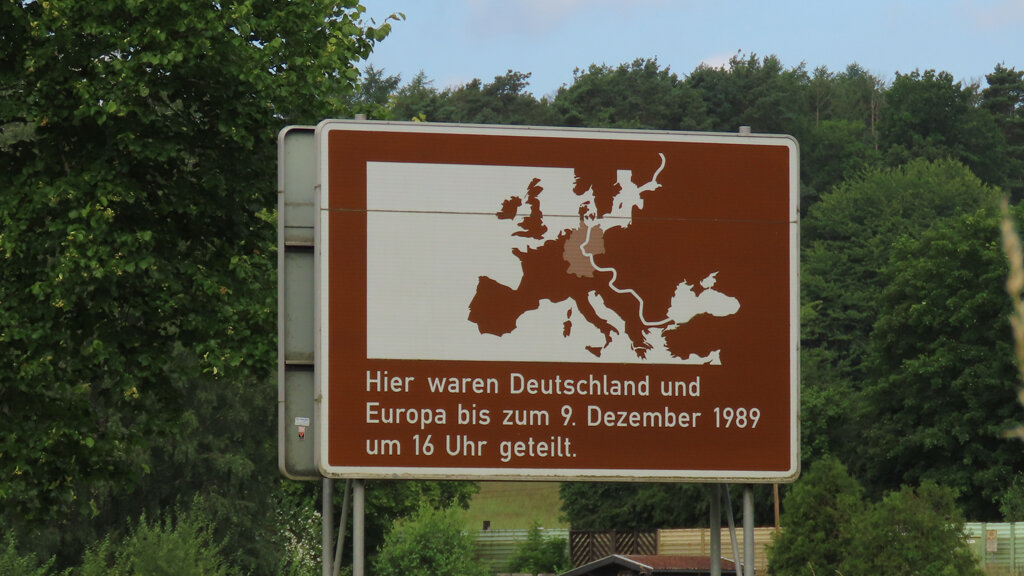 Hier waren Deutschland und
Europa bis zum 9. Dezember 1989
um 16 Uhr geteilt.